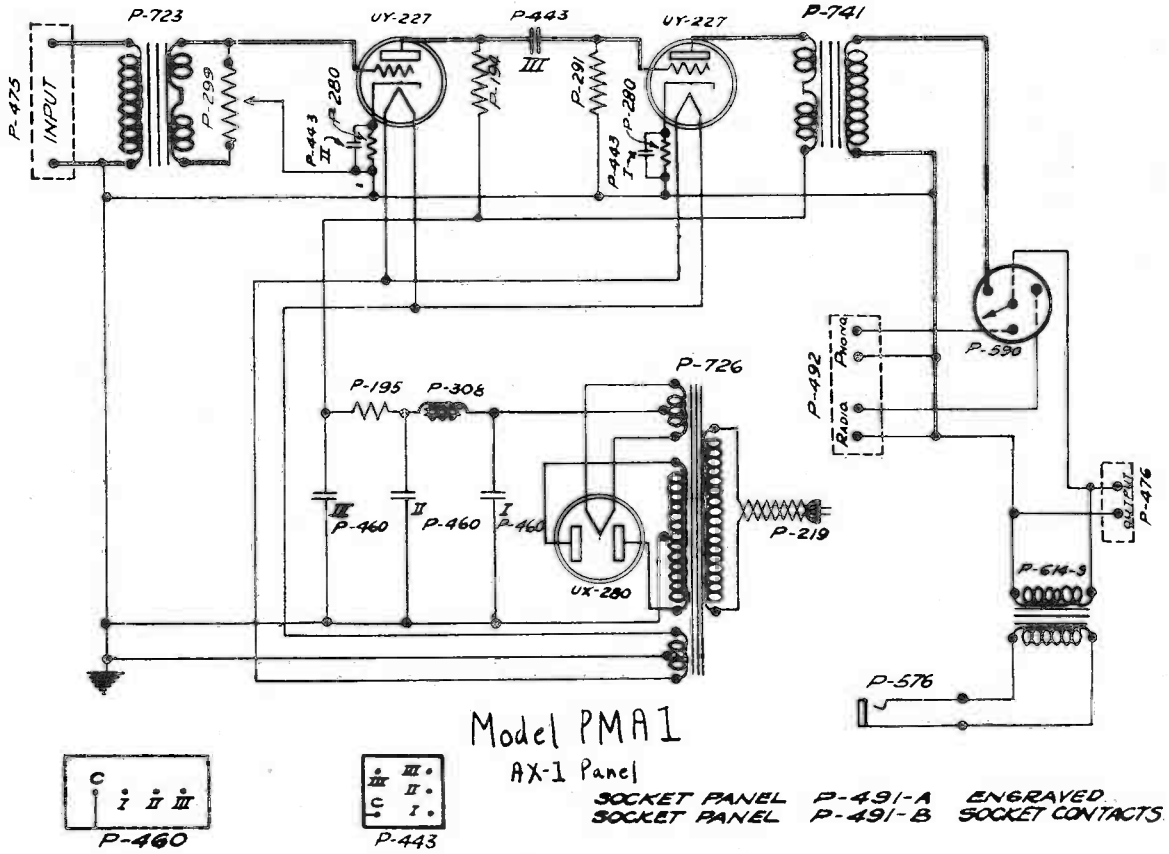 P-723
UY-227
P-443
UY-227
P-741
P-475
INPUT
P-299
P-280
P-443
II
P-194
III
P-291
P-280
P-443
I
P-590
P-492
PHONO
RADIO
P-726
P-195
P-308
III
P-460
II
P-460
I
P-460
UX-280
P-219
OUTPUT
P-476
P-614-S
P-576
Model PMA1
AX-1 Panel
C
I II III
P-460
III III
II
C I
P-443
SOCKET PANEL P-491-A ENGRAVED
SOCKET PANEL P-491-B SOCKET CONTACTS.